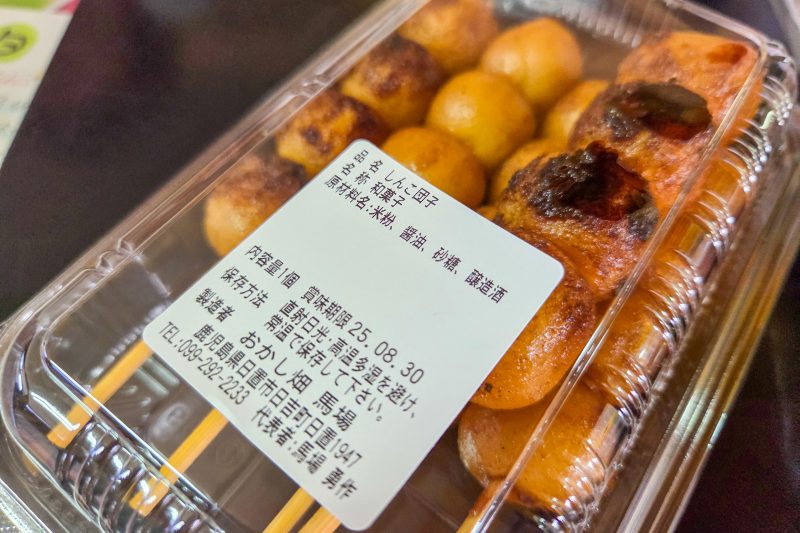 品 名 しんこ団子
名 称 和菓子
原材料名:米粉、醤油、砂糖、醸造酒
内容量1個 賞味期限 25.08.30
保存方法 直射日光・高温多湿を避け、
常温で保存して下さい。
製造者 おかし畑 馬場
鹿児島県日置市日吉町日置1947
TEL:099-292-2233 代表者:馬場 勇作